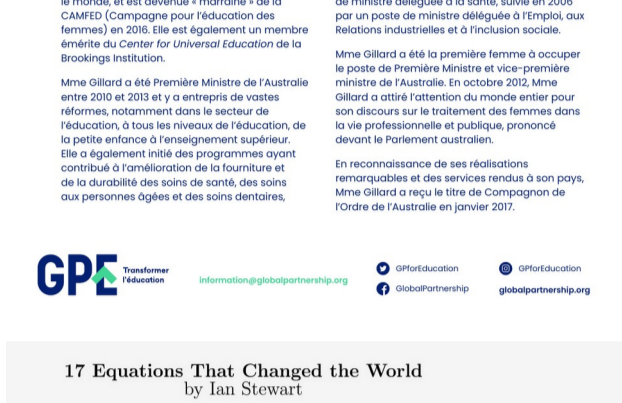 le monde, et est devenue « marraine » de la
CAMFED (Campagne pour l'éducation des
femmes) en 2016. Elle est également un membre
émérite du Center for Universal Education de la
Brookings Institution.
Mme Gillard a été Première Ministre de l'Australie
entre 2010 et 2013 et y a entrepris de vastes
réformes, notamment dans le secteur de
l'éducation, à tous les niveaux de l'éducation, de
la petite enfance à l'enseignement supérieur.
Elle a également initié des programmes ayant
contribué à l'amélioration de la fourniture et
de la durabilité des soins de santé, des soins
aux personnes âgées et des soins dentaires,
de ministre déléguée à la santé, suivie en 2006
par un poste de ministre déléguée à l'Emploi, aux
Relations industrielles et à l'inclusion sociale.
Mme Gillard a été la première femme à occuper
le poste de Première Ministre et vice-première
ministre de l'Australie. En octobre 2012, Mme
Gillard a attiré l'attention du monde entier pour
son discours sur le traitement des femmes dans
la vie professionnelle et publique, prononcé
devant le Parlement australien.
En reconnaissance de ses réalisations
remarquables et des services rendus à son pays,
Mme Gillard a reçu le titre de Compagnon de
l'Ordre de l'Australie en janvier 2017.
GPE
Transformer
l'éducation
information@globalpartnership.org
GPforEducation
GlobalPartnership
GPforEducation
globalpartnership.org
17 Equations That Changed the World
by Ian Stewart